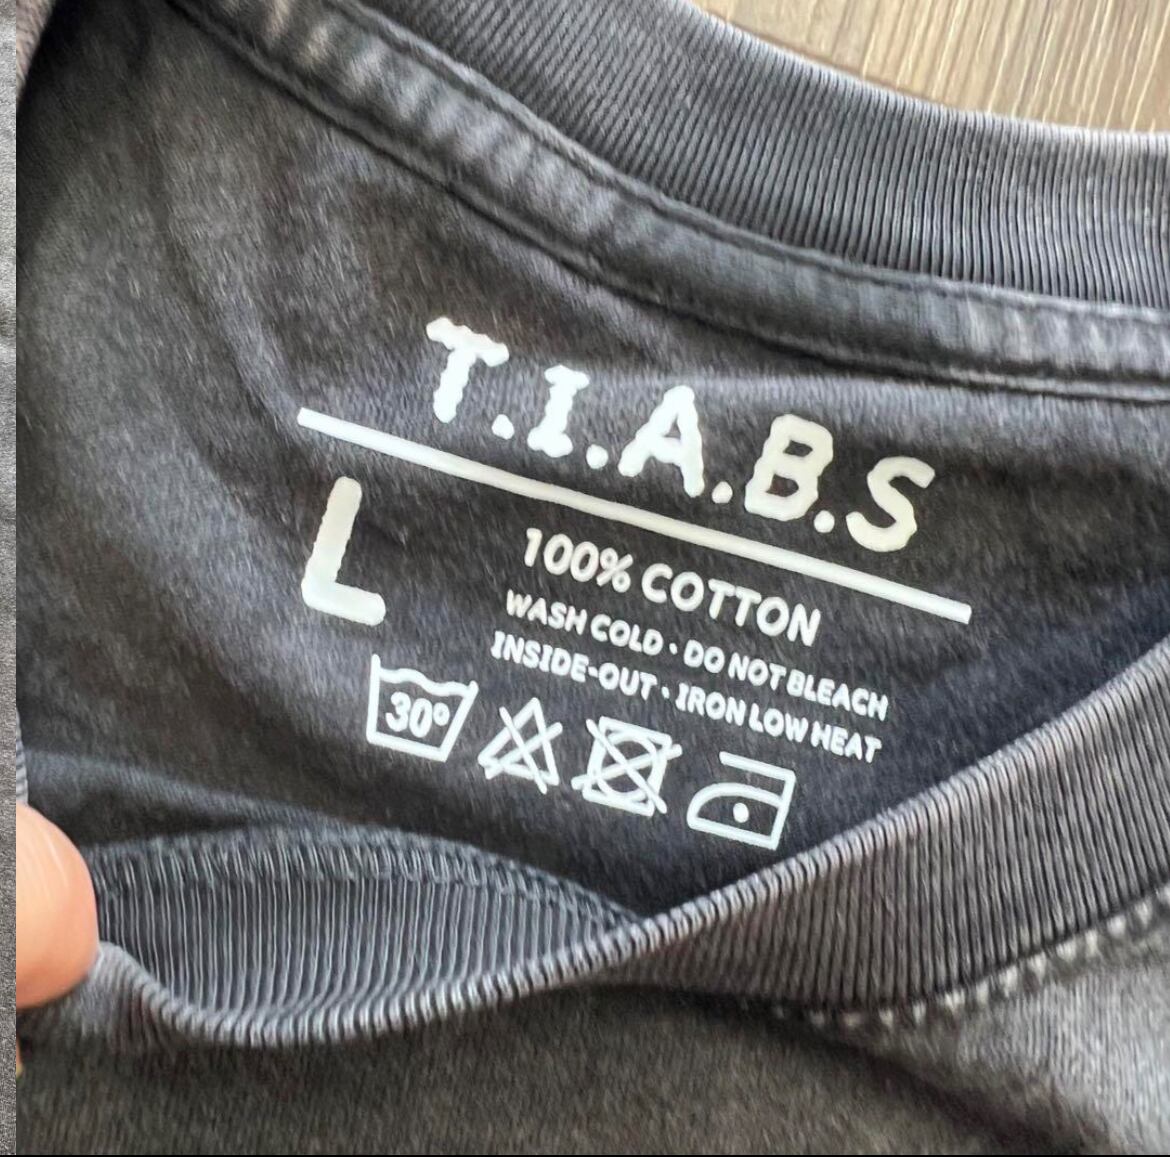 T.I.A.B.S
L
100% COTTON
WASH COLD · DO NOT BLEACH
INSIDE-OUT · IRON LOW HEAT
30°